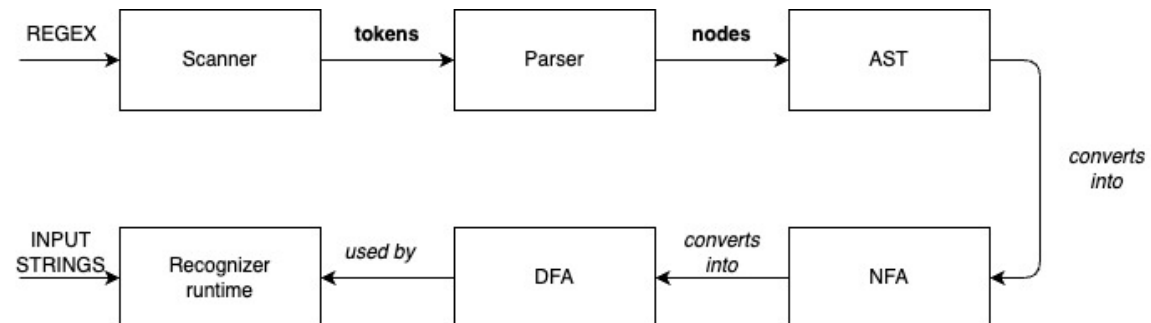 REGEX
Scanner
tokens
Parser
nodes
AST
converts
into
INPUT
STRINGS
Recognizer
runtime
used by
DFA
converts
into
NFA